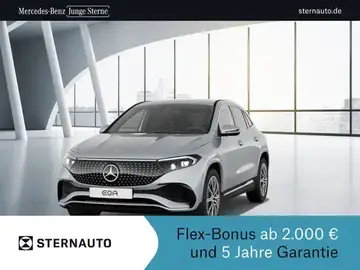 Mercedes-Benz Junge Sterne
sternauto.de
EQA
STERNAUTO
Flex-Bonus ab 2.000 €
und 5 Jahre Garantie